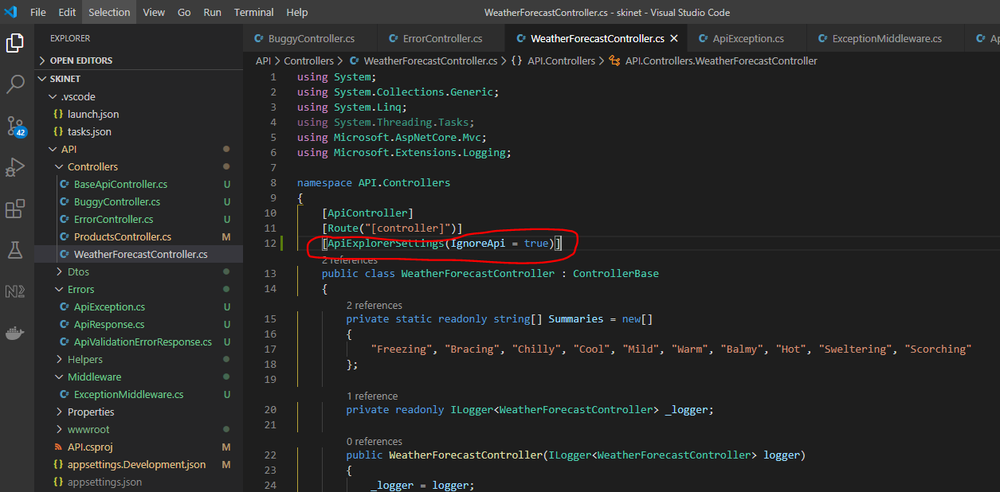 File Edit Selection View Go Run Terminal Help WeatherForecastController.cs - skinet - Visual Studio Code
EXPLORER
OPEN EDITORS
SKINET
.vscode
{} launch.json
{} tasks.json
API
Controllers
C# BaseApiController.cs U
C# BuggyController.cs U
C# ErrorController.cs U
C# ProductsController.cs M
C# WeatherForecastController.cs
Dtos
Errors
C# ApiException.cs U
C# ApiResponse.cs U
C# ApiValidationErrorResponse.cs U
Helpers
Middleware
C# ExceptionMiddleware.cs U
Properties
wwwroot
API.csproj M
{} appsettings.Development.json M
{} appsettings.json
42
N2
C# BuggyController.cs C# ErrorController.cs C# WeatherForecastController.cs C# ApiException.cs C# ExceptionMiddleware.cs C# Ap
API > Controllers > C# WeatherForecastController.cs > {} API.Controllers > API.Controllers.WeatherForecastController
1 using System;
2 using System.Collections.Generic;
3 using System.Linq;
4 using System.Threading.Tasks;
5 using Microsoft.AspNetCore.Mvc;
6 using Microsoft.Extensions.Logging;
7
8 namespace API.Controllers
9 {
10 [ApiController]
11 [Route("[controller]")]
12 [ApiExplorerSettings(IgnoreApi = true)]
2 references
13 public class WeatherForecastController : ControllerBase
14 {
2 references
15 private static readonly string[] Summaries = new[]
16 {
17 "Freezing", "Bracing", "Chilly", "Cool", "Mild", "Warm", "Balmy", "Hot", "Sweltering", "Scorching"
18 };
19
1 reference
20 private readonly ILogger<WeatherForecastController> _logger;
21
0 references
22 public WeatherForecastController(ILogger<WeatherForecastController> logger)
23 {
24 _logger = logger;